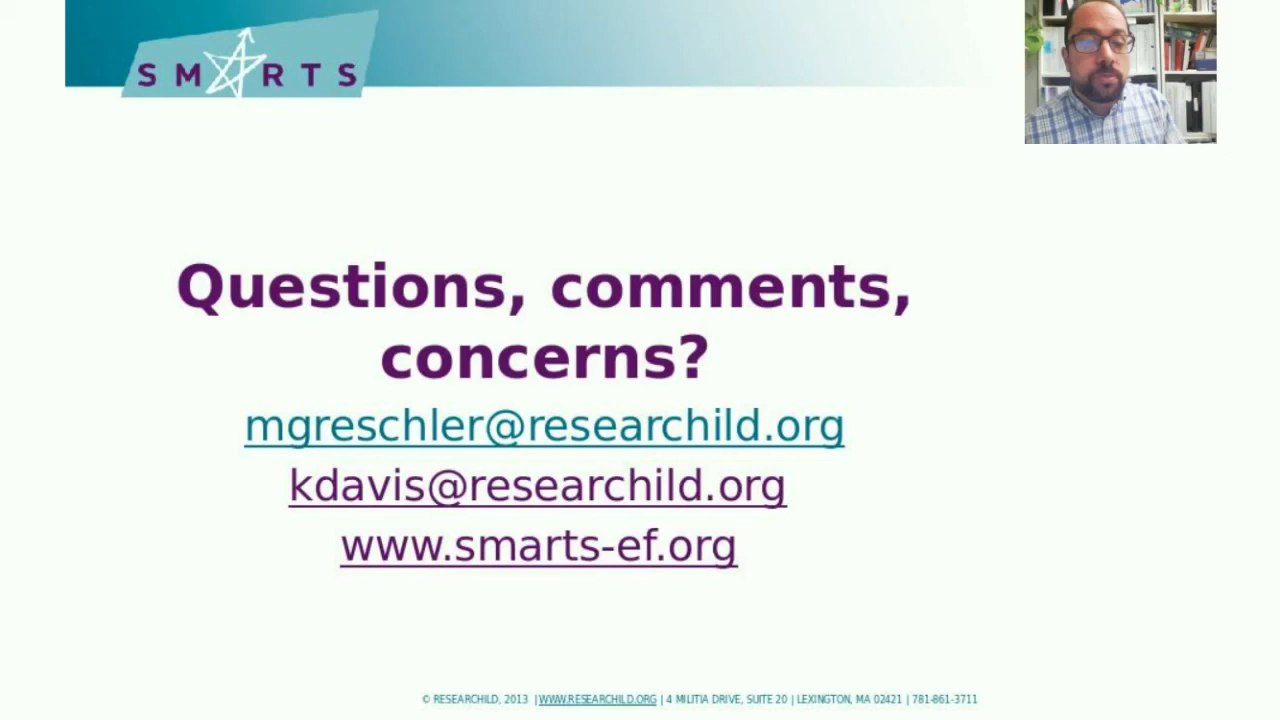 SMARTS
Questions, comments,
concerns?
mgreschler@researchild.org
kdavis@researchild.org
www.smarts-ef.org
© RESEARCHILD, 2013 | WWW.RESEARCHILD.ORG | 4 MILITIA DRIVE, SUITE 20 | LEXINGTON, MA 02421 | 781-861-3711